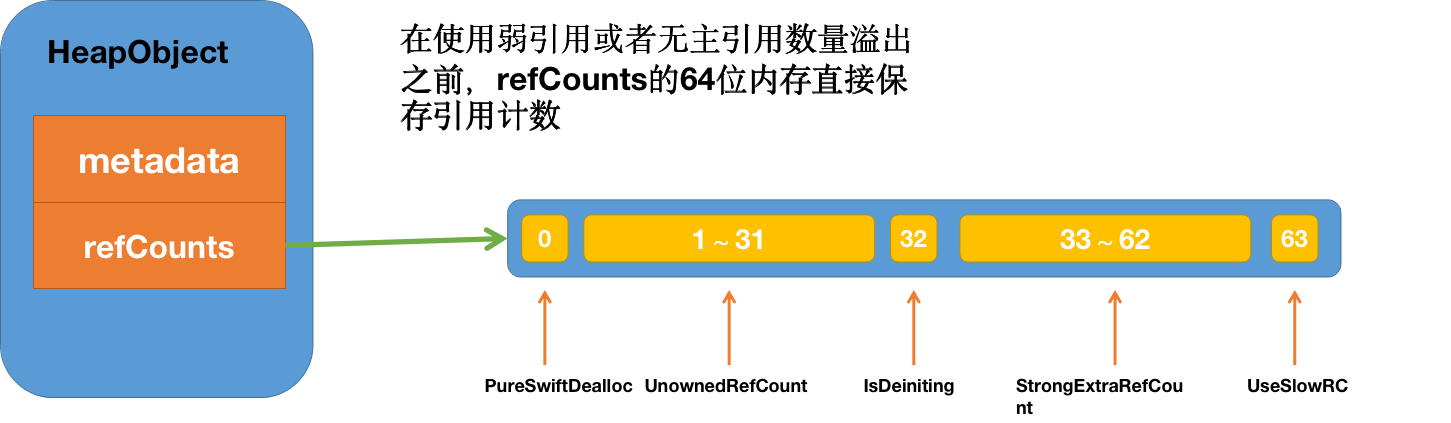 HeapObject
在使用弱引用或者无主引用数量溢出
之前，refCounts的64位内存直接保
存引用计数
metadata
refCounts
0
1 ~ 31
32
33 ~ 62
63
PureSwiftDealloc
UnownedRefCount
IsDeiniting
StrongExtraRefCou
nt
UseSlowRC